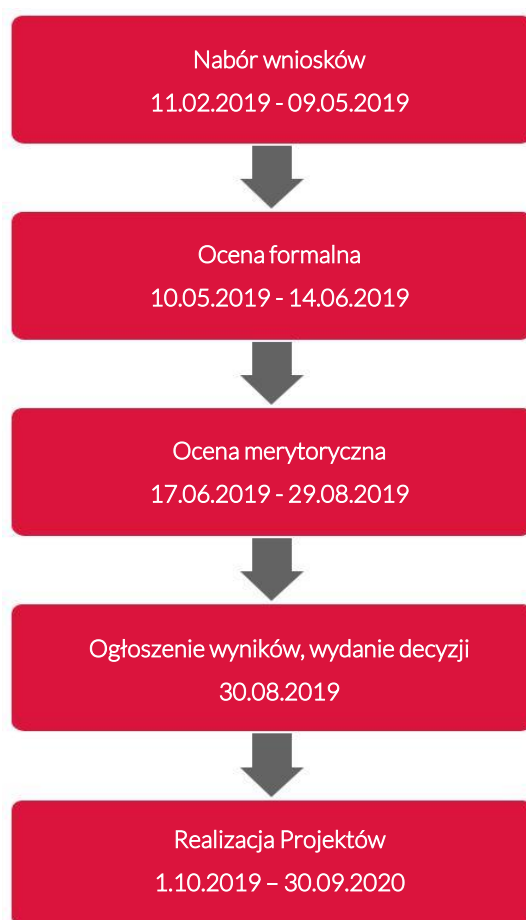 Nabór wniosków
11.02.2019 - 09.05.2019
Ocena formalna
10.05.2019 - 14.06.2019
Ocena merytoryczna
17.06.2019 - 29.08.2019
Ogłoszenie wyników, wydanie decyzji
30.08.2019
Realizacja Projektów
1.10.2019 – 30.09.2020